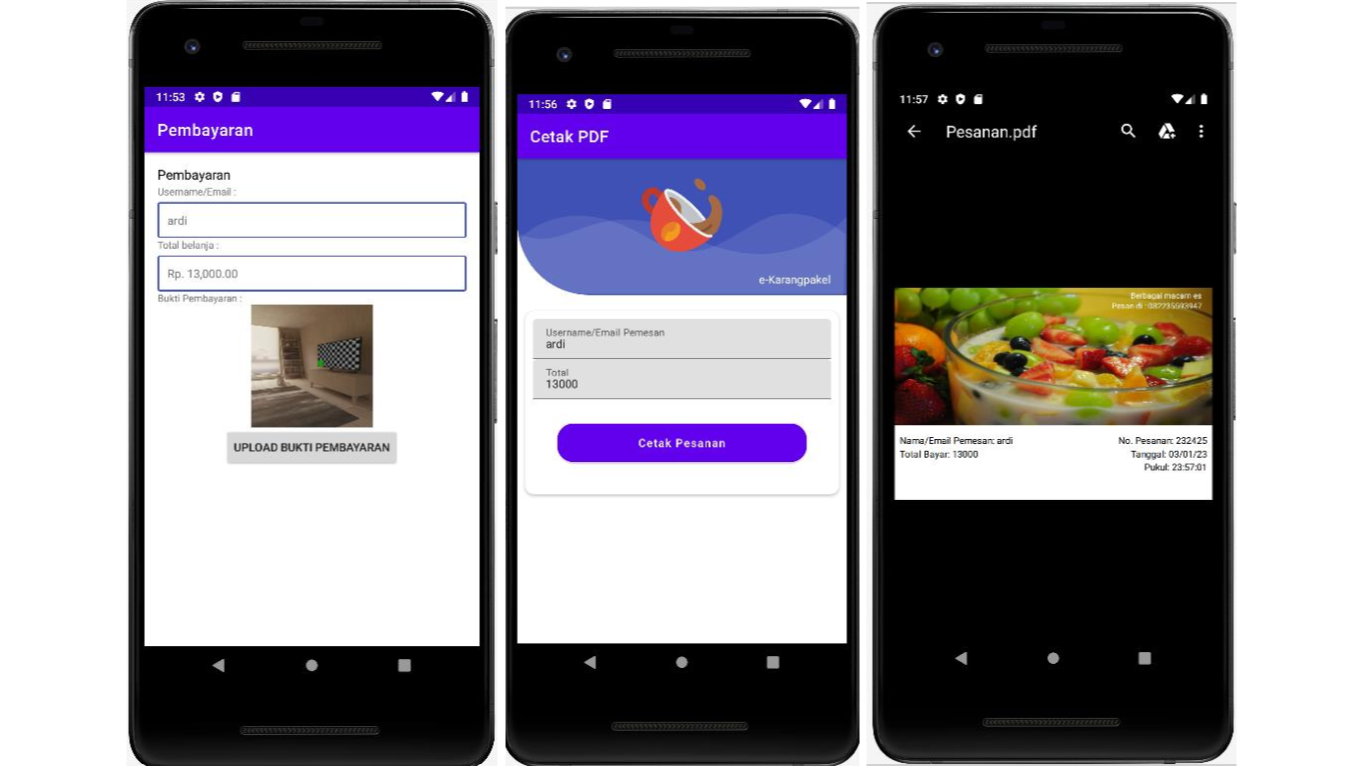 11:53
Pembayaran
Pembayaran
Username/Email :
ardi
Total belanja :
Rp. 13,000.00
Bukti Pembayaran :
UPLOAD BUKTI PEMBAYARAN
11:56
Cetak PDF
e-Karangpakel
Username/Email Pemesan
ardi
Total
13000
Cetak Pesanan
11:57
Pesanan.pdf
Berbagai macam es
Pesan di :
Nama/Email Pemesan: ardi
No. Pesanan: 232425
Total Bayar: 13000
Tanggal: 03/01/23
Pukul: 23:57:01